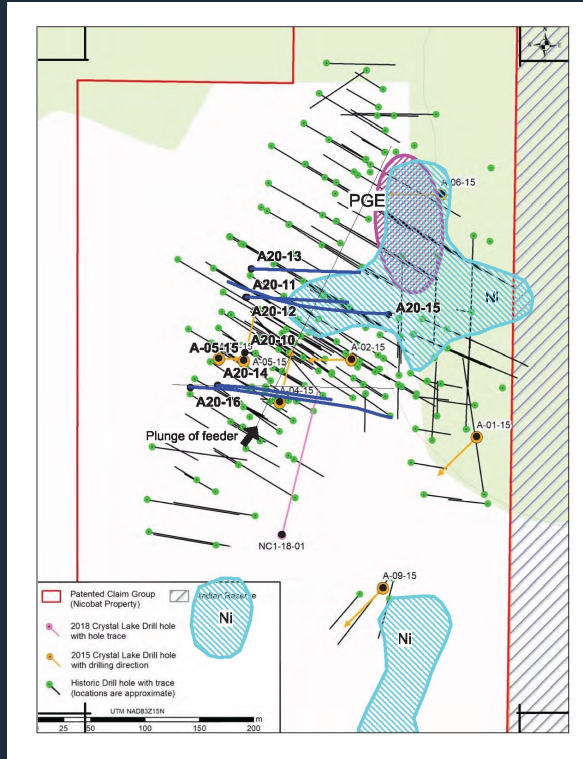 N
W
E
S
A-06-15
PGE
A20-13
A20-11
Ni
A20-12
A20-15
A20-10
A-05-15
A-05-15
A-02-15
A20-14
A-04-15
A20-16
Plunge of feeder
A-01-15
NC1-18-01
A-09-15
Ni
Ni
Patented Claim Group
(Nicobat Property)
Indian Reserve
2018 Crystal Lake Drill hole
with hole trace
2015 Crystal Lake Drill hole
with drilling direction
Historic Drill hole with trace
(locations are approximate)
UTM NAD83Z15N
25 50 100 150 200 m